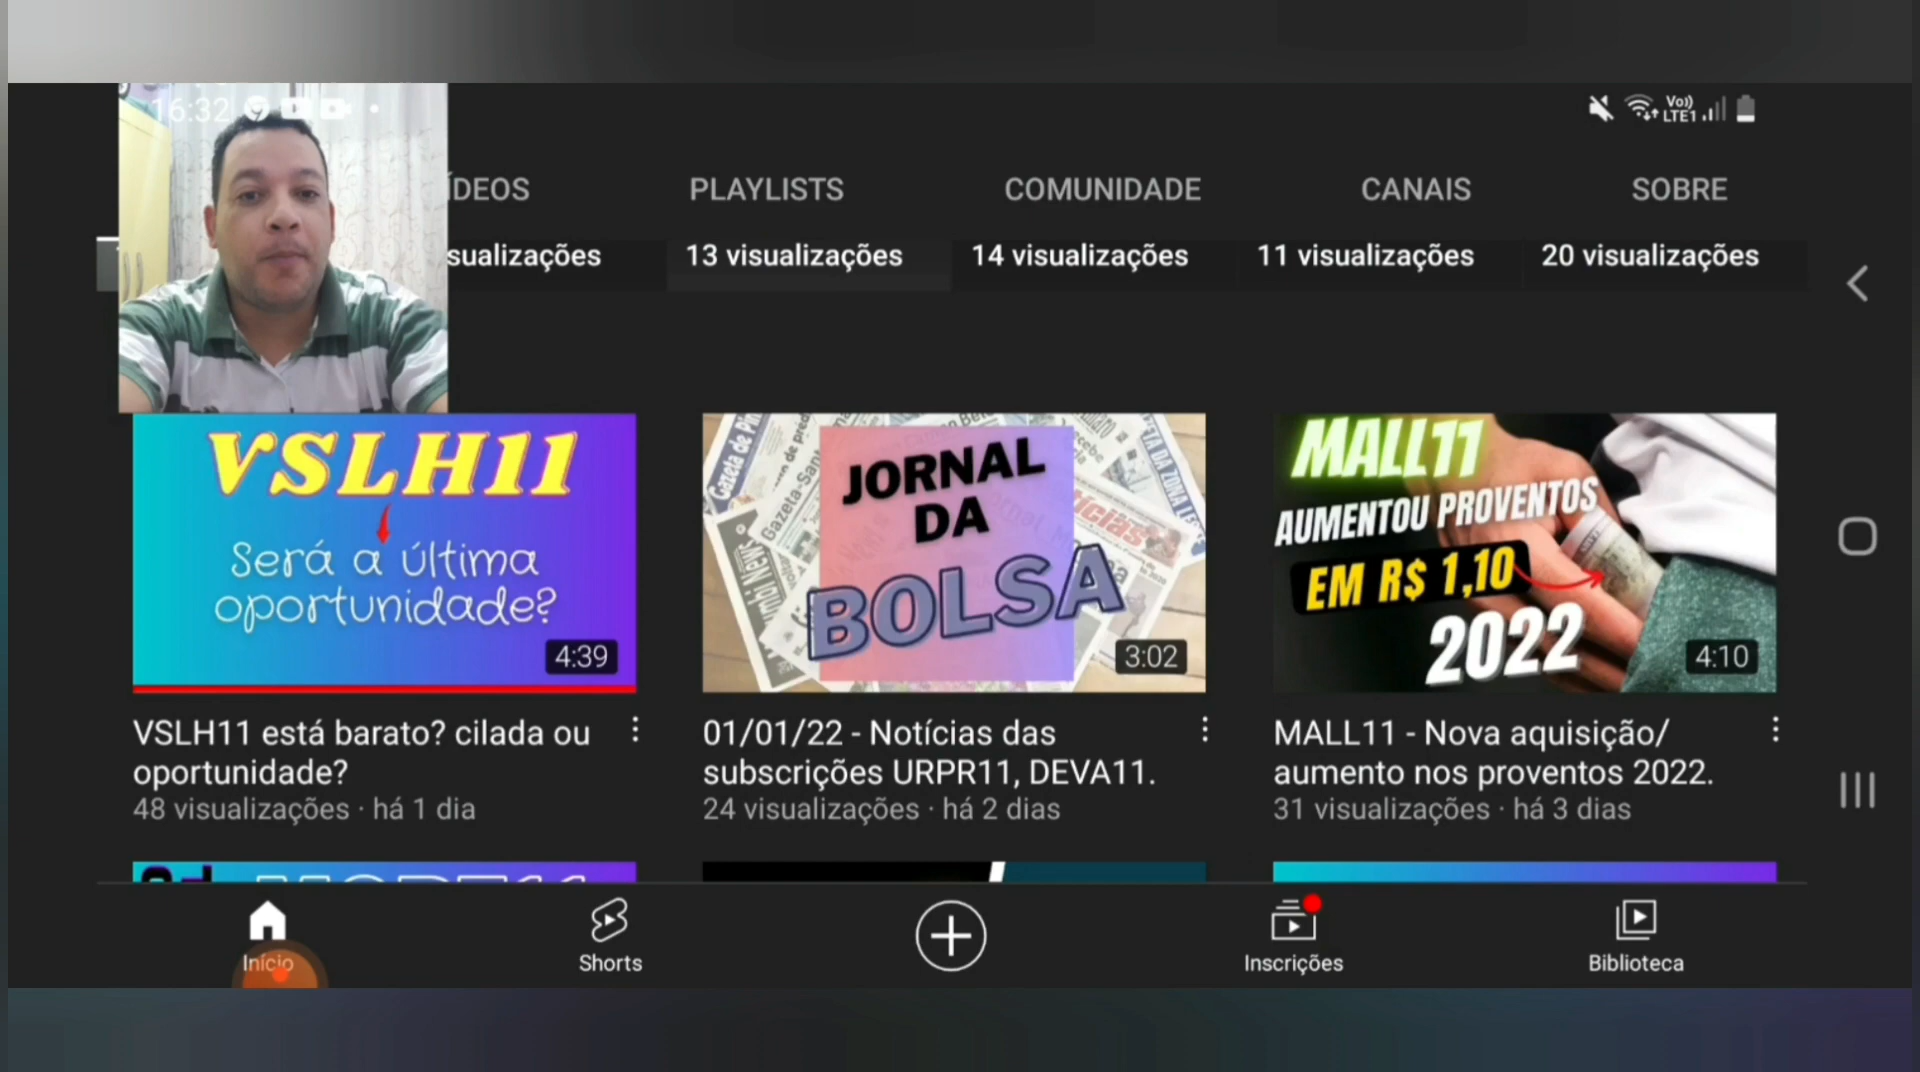 16:32
Vo)
LTE1
ÍDEOS
PLAYLISTS
COMUNIDADE
CANAIS
SOBRE
sualizações
13 visualizações
14 visualizações
11 visualizações
20 visualizações
VSLH11
Será a última
oportunidade?
4:39
JORNAL
DA
BOLSA
3:02
MALL11
AUMENTOU PROVENTOS
EM R$ 1,10
2022
4:10
VSLH11 está barato? cilada ou
oportunidade?
48 visualizações · há 1 dia
01/01/22 - Notícias das
subscrições URPR11, DEVA11.
24 visualizações · há 2 dias
MALL11 - Nova aquisição/
aumento nos proventos 2022.
31 visualizações · há 3 dias
Início
Shorts
Inscrições
Biblioteca